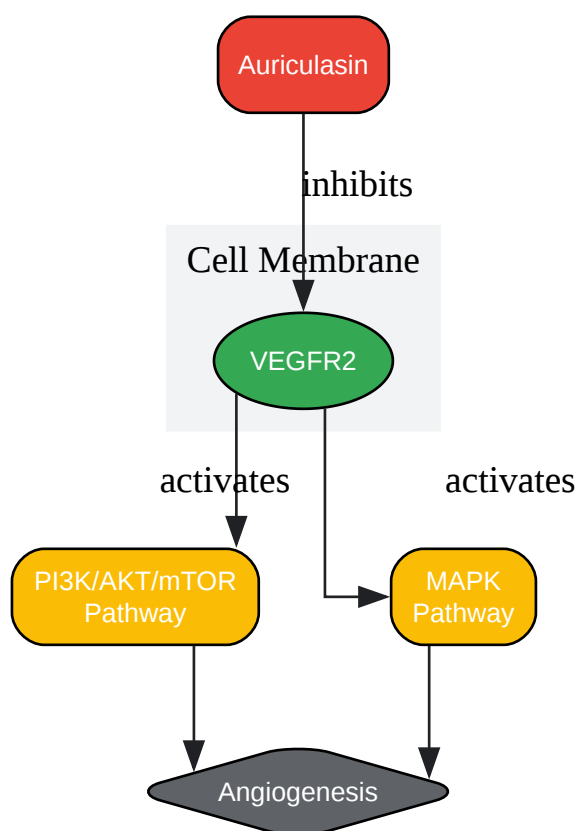 Auriculasin
inhibits
Cell Membrane
VEGFR2
activates
activates
PI3K/AKT/mTOR
Pathway
MAPK
Pathway
Angiogenesis